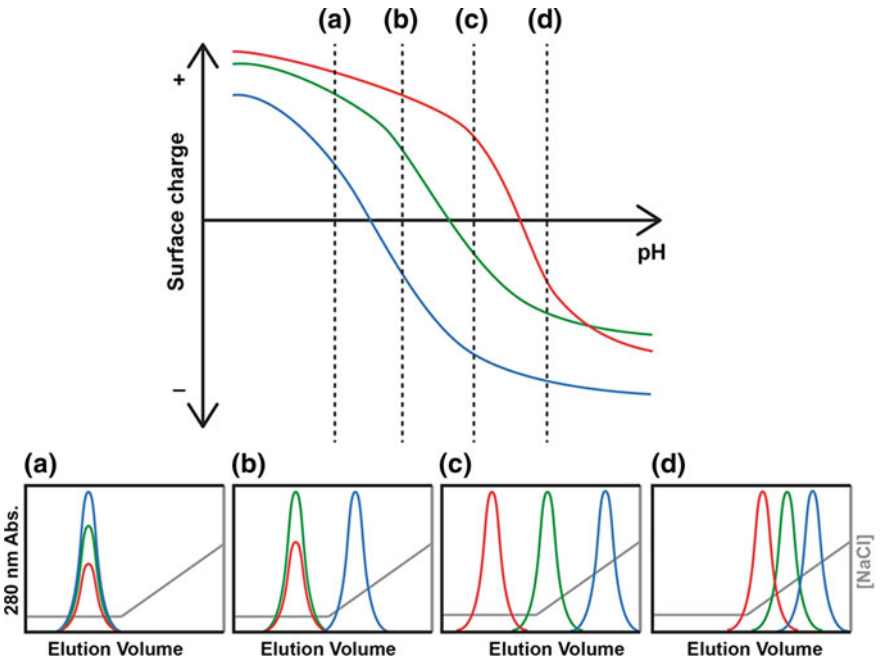 (a) (b) (c) (d)
+
Surface charge
–
pH
(a) (b) (c) (d)
280 nm Abs.
[NaCl]
Elution Volume Elution Volume Elution Volume Elution Volume